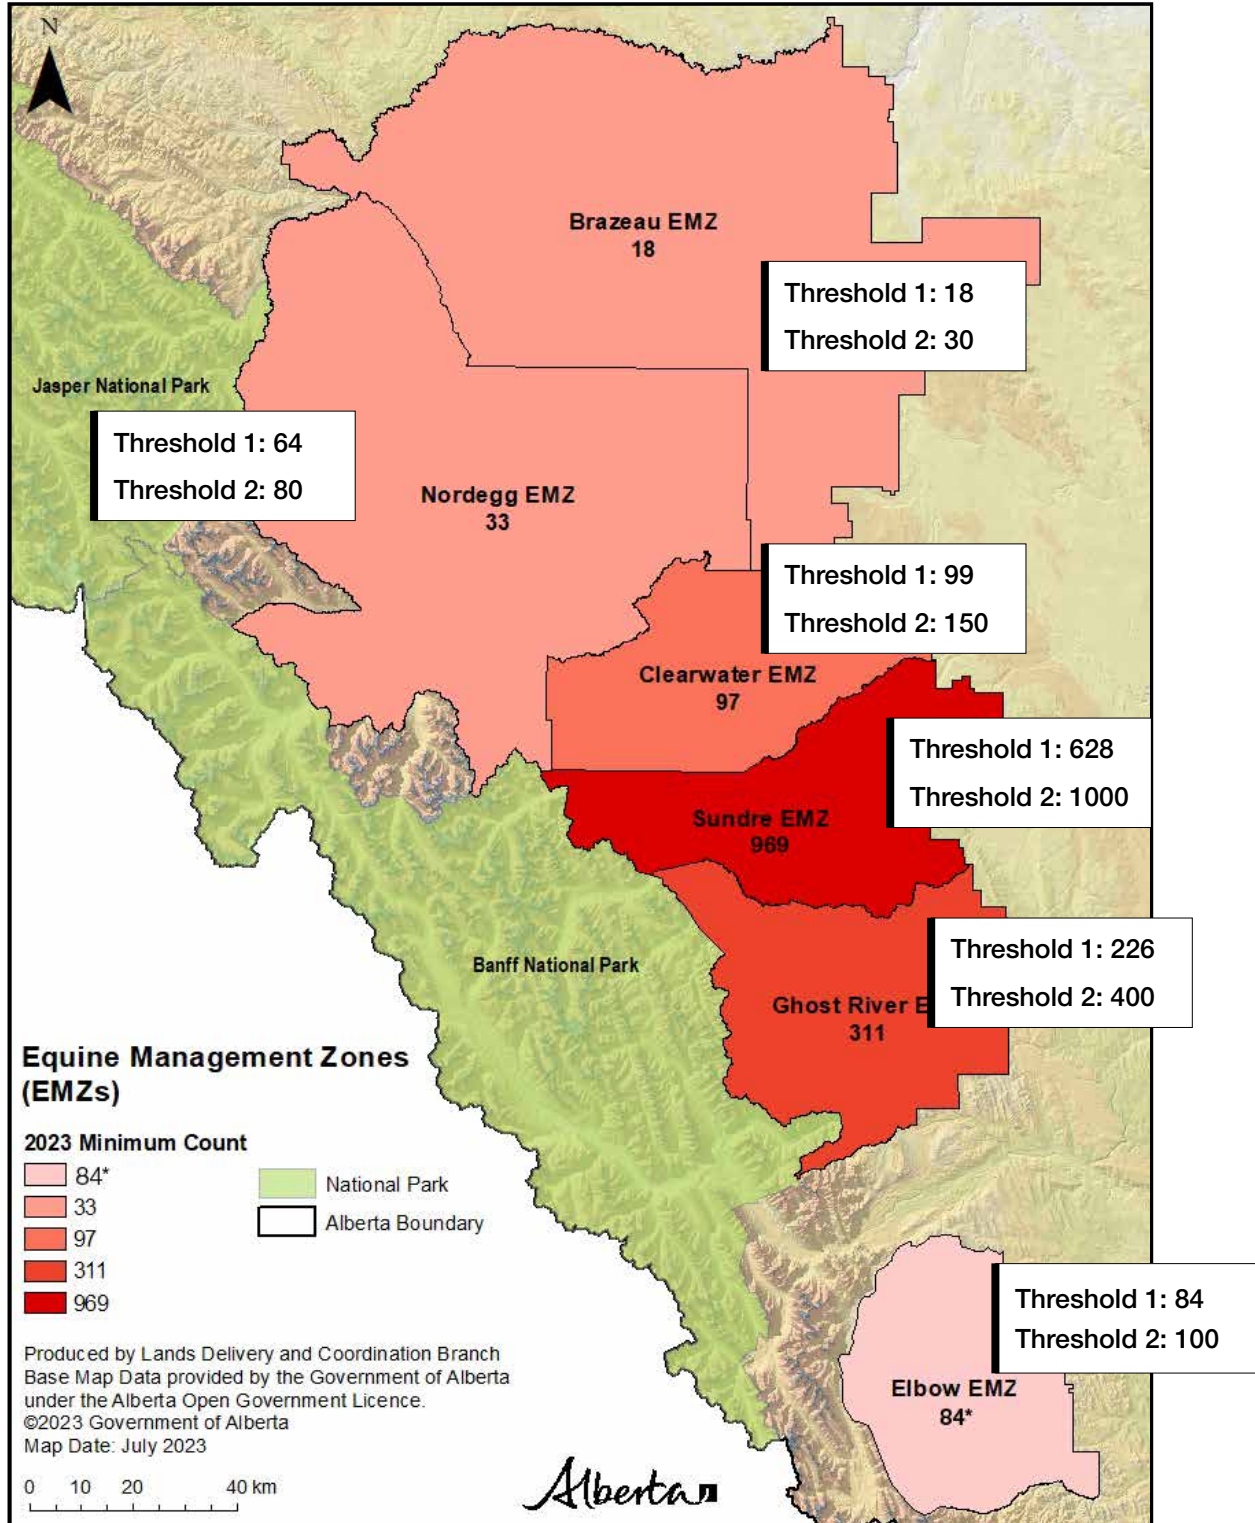 N
Brazeau EMZ
18
Threshold 1: 18
Threshold 2: 30
Jasper National Park
Threshold 1: 64
Threshold 2: 80
Nordegg EMZ
33
Threshold 1: 99
Threshold 2: 150
Clearwater EMZ
97
Threshold 1: 628
Threshold 2: 1000
Sundre EMZ
969
Threshold 1: 226
Threshold 2: 400
Banff National Park
Ghost River E
311
Equine Management Zones
(EMZs)
2023 Minimum Count
84*
33
97
311
969
National Park
Alberta Boundary
Threshold 1: 84
Threshold 2: 100
Elbow EMZ
84*
Produced by Lands Delivery and Coordination Branch
Base Map Data provided by the Government of Alberta
under the Alberta Open Government Licence.
©2023 Government of Alberta
Map Date: July 2023
0 10 20 40 km
Alberta